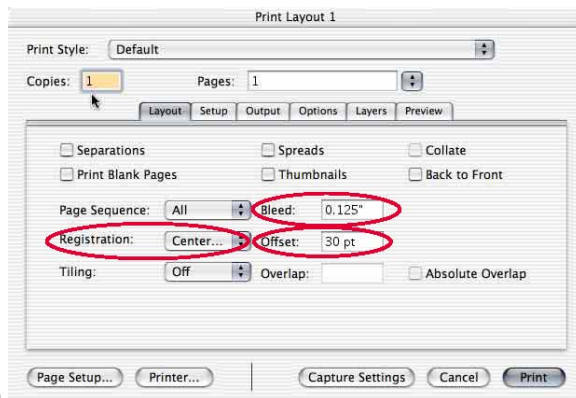 Print Layout 1
Print Style: Default
Copies: 1 Pages: 1
Layout Setup Output Options Layers Preview
Separations Spreads Collate
Print Blank Pages Thumbnails Back to Front
Page Sequence: All Bleed: 0.125"
Registration: Center... Offset: 30 pt
Tiling: Off Overlap: Absolute Overlap
Page Setup... Printer... Capture Settings Cancel Print